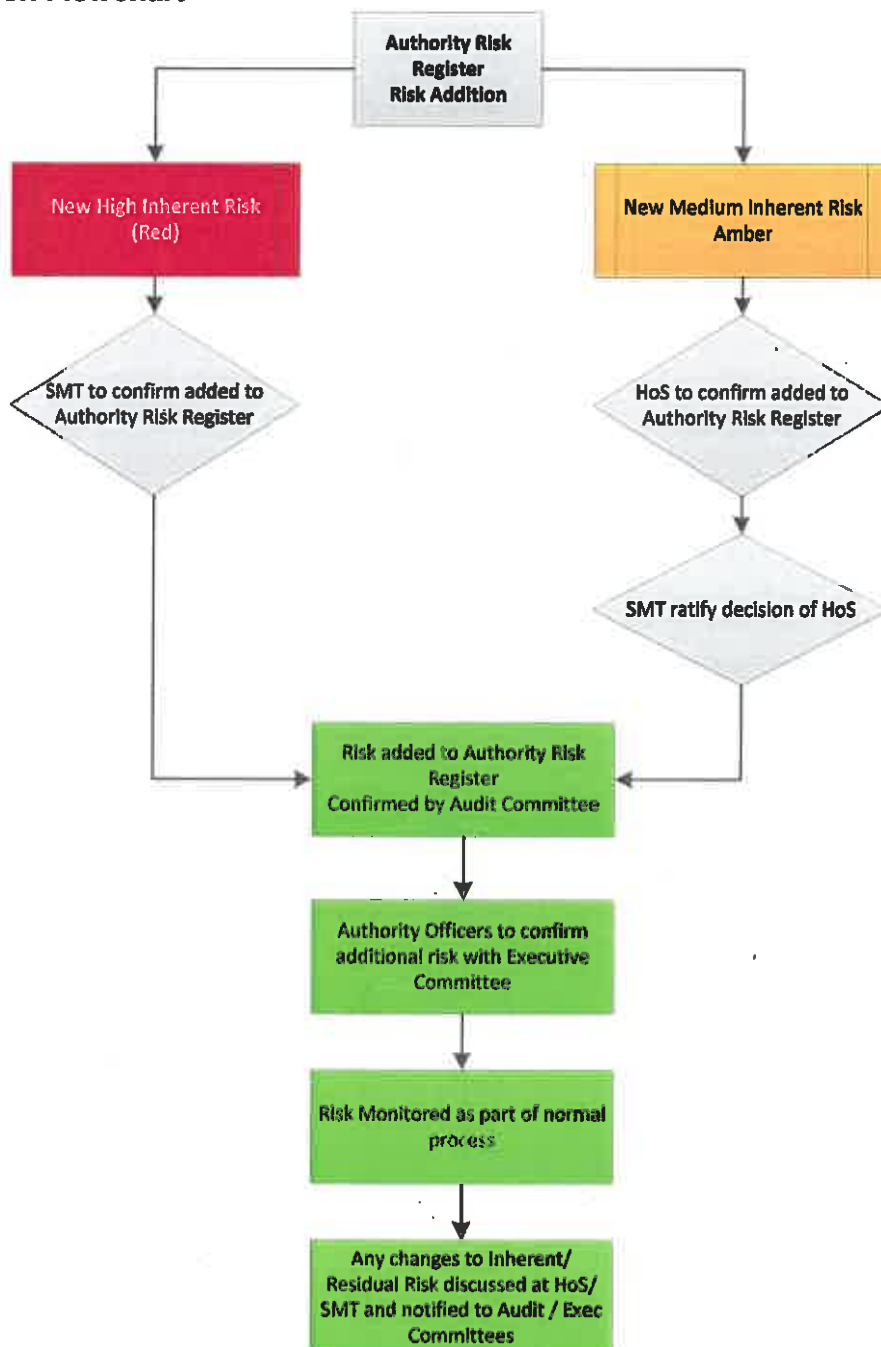 Authority Risk
Register
Risk Addition
New High Inherent Risk
(Red)
New Medium Inherent Risk
Amber
SMT to confirm added to
Authority Risk Register
HoS to confirm added to
Authority Risk Register
SMT ratify decision of HoS
Risk added to Authority Risk
Register
Confirmed by Audit Committee
Authority Officers to confirm
additional risk with Executive
Committee
Risk Monitored as part of normal
process
Any changes to Inherent/
Residual Risk discussed at HoS/
SMT and notified to Audit / Exec
Committees